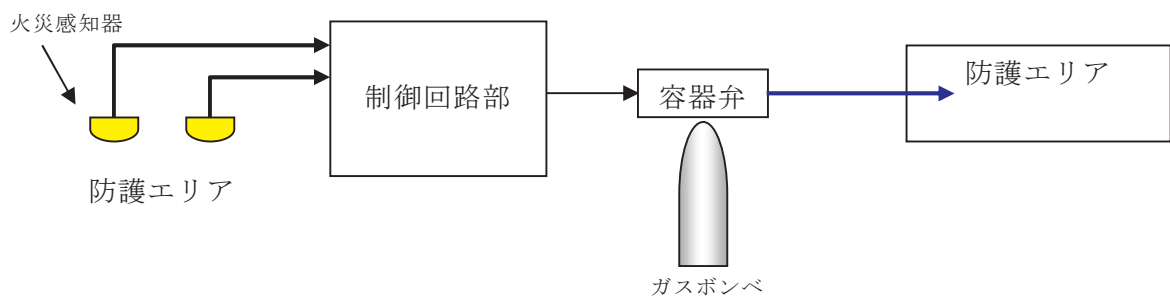 火災感知器
防護エリア
制御回路部
容器弁
ガスボンベ
防護エリア